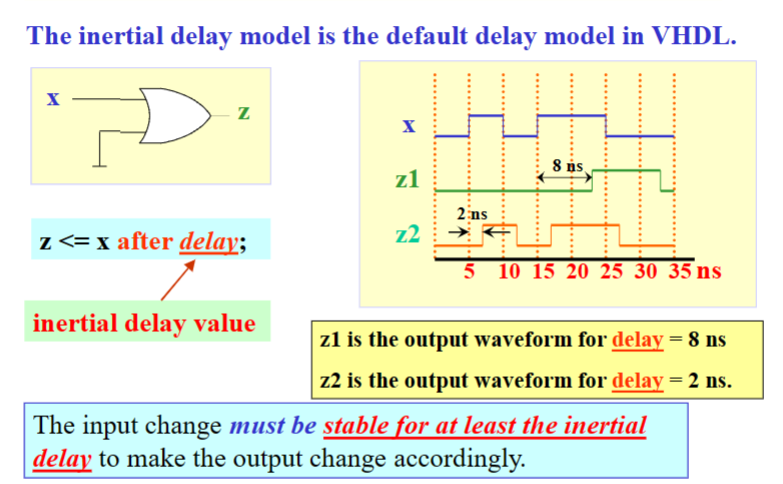 The inertial delay model is the default delay model in VHDL.
x
z
x
z1
8 ns
z2
2 ns
5 10 15 20 25 30 35 ns
z <= x after delay;
inertial delay value
z1 is the output waveform for delay = 8 ns
z2 is the output waveform for delay = 2 ns.
The input change must be stable for at least the inertial
delay to make the output change accordingly.